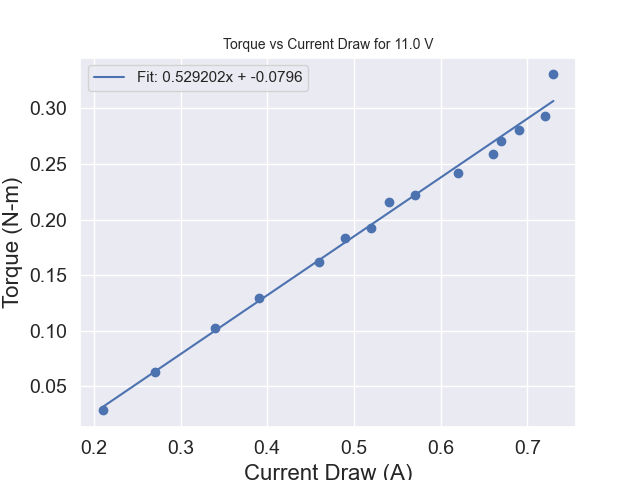 Torque vs Current Draw for 11.0 V
Fit: 0.529202x + -0.0796
Torque (N-m)
0.30
0.25
0.20
0.15
0.10
0.05
0.2 0.3 0.4 0.5 0.6 0.7
Current Draw (A)